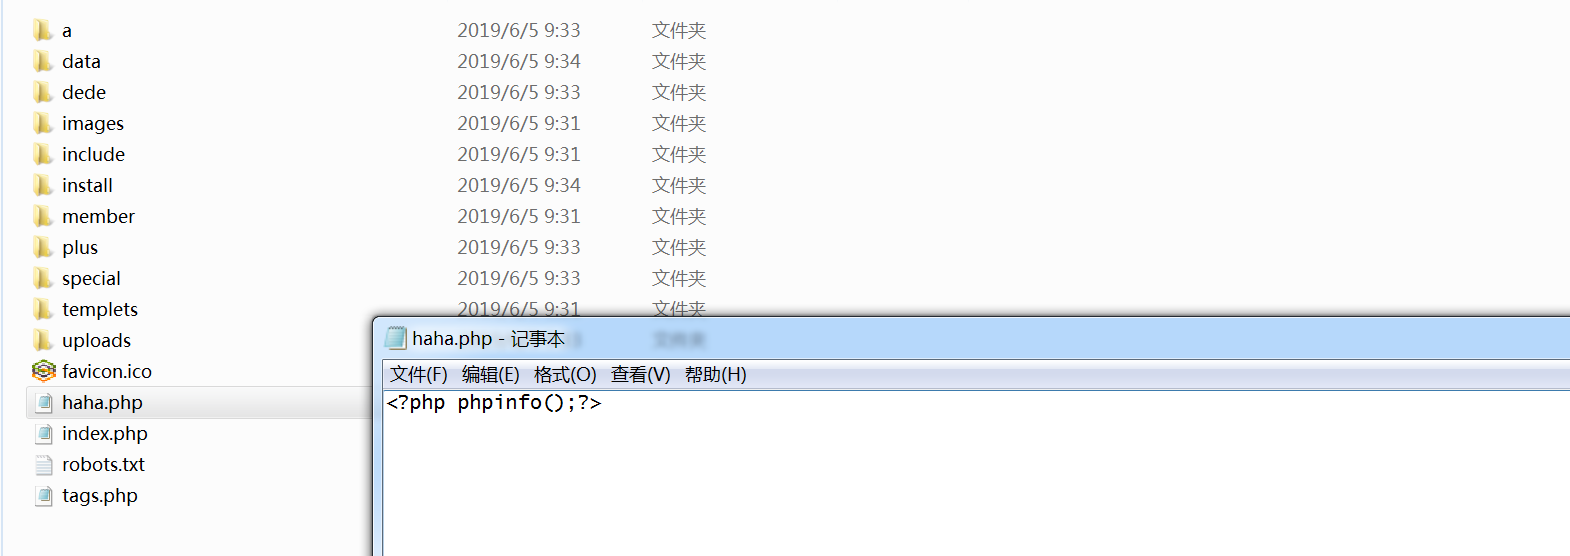 a 2019/6/5 9:33 文件夹
data 2019/6/5 9:34 文件夹
dede 2019/6/5 9:33 文件夹
images 2019/6/5 9:31 文件夹
include 2019/6/5 9:31 文件夹
install 2019/6/5 9:34 文件夹
member 2019/6/5 9:31 文件夹
plus 2019/6/5 9:33 文件夹
special 2019/6/5 9:33 文件夹
templets 2019/6/5 9:31 文件夹
uploads
favicon.ico
haha.php
index.php
robots.txt
tags.php
haha.php - 记事本
文件(F) 编辑(E) 格式(O) 查看(V) 帮助(H)
<?php phpinfo();?>